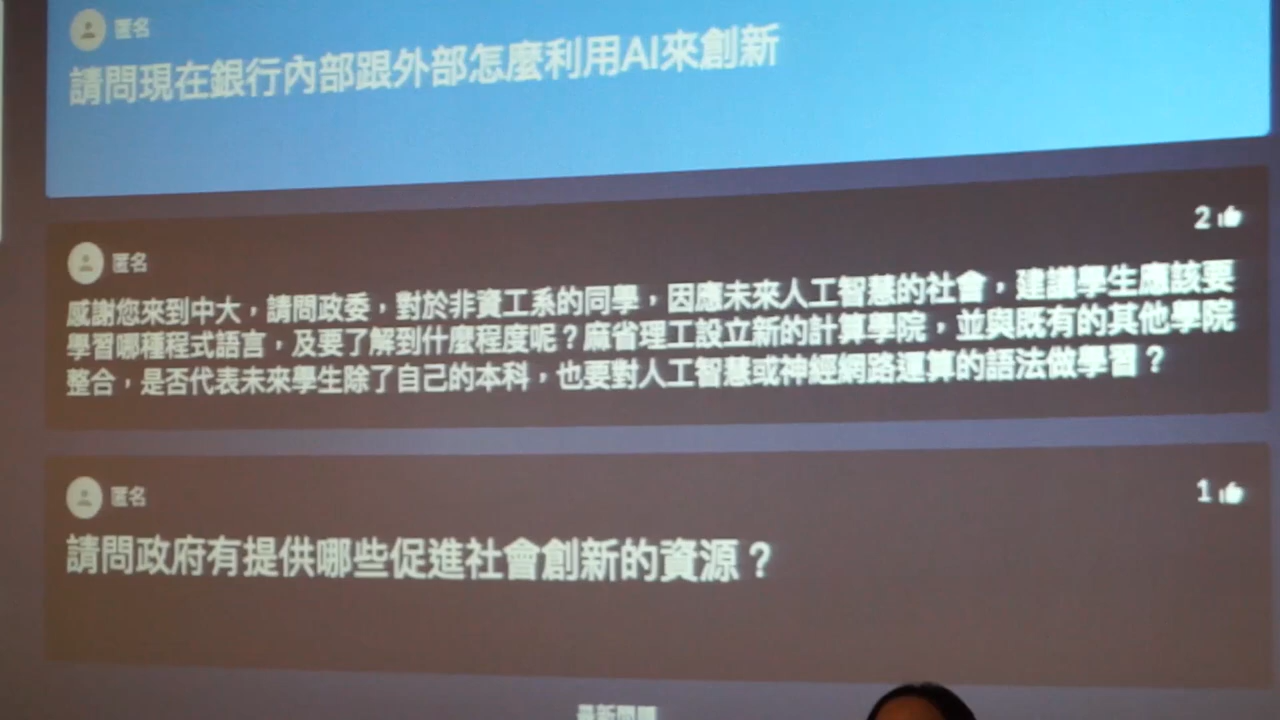 匿名
請問現在銀行內部跟外部怎麼利用AI來創新
2
匿名
感謝您來到中大，請問政委，對於非資工系的同學，因應未來人工智慧的社會，建議學生應該要
學習哪種程式語言，及要了解到什麼程度呢？麻省理工設立新的計算學院，並與既有的其他學院
整合，是否代表未來學生除了自己的本科，也要對人工智慧或神經網路運算的語法做學習？
1
匿名
請問政府有提供哪些促進社會創新的資源？
最新問題